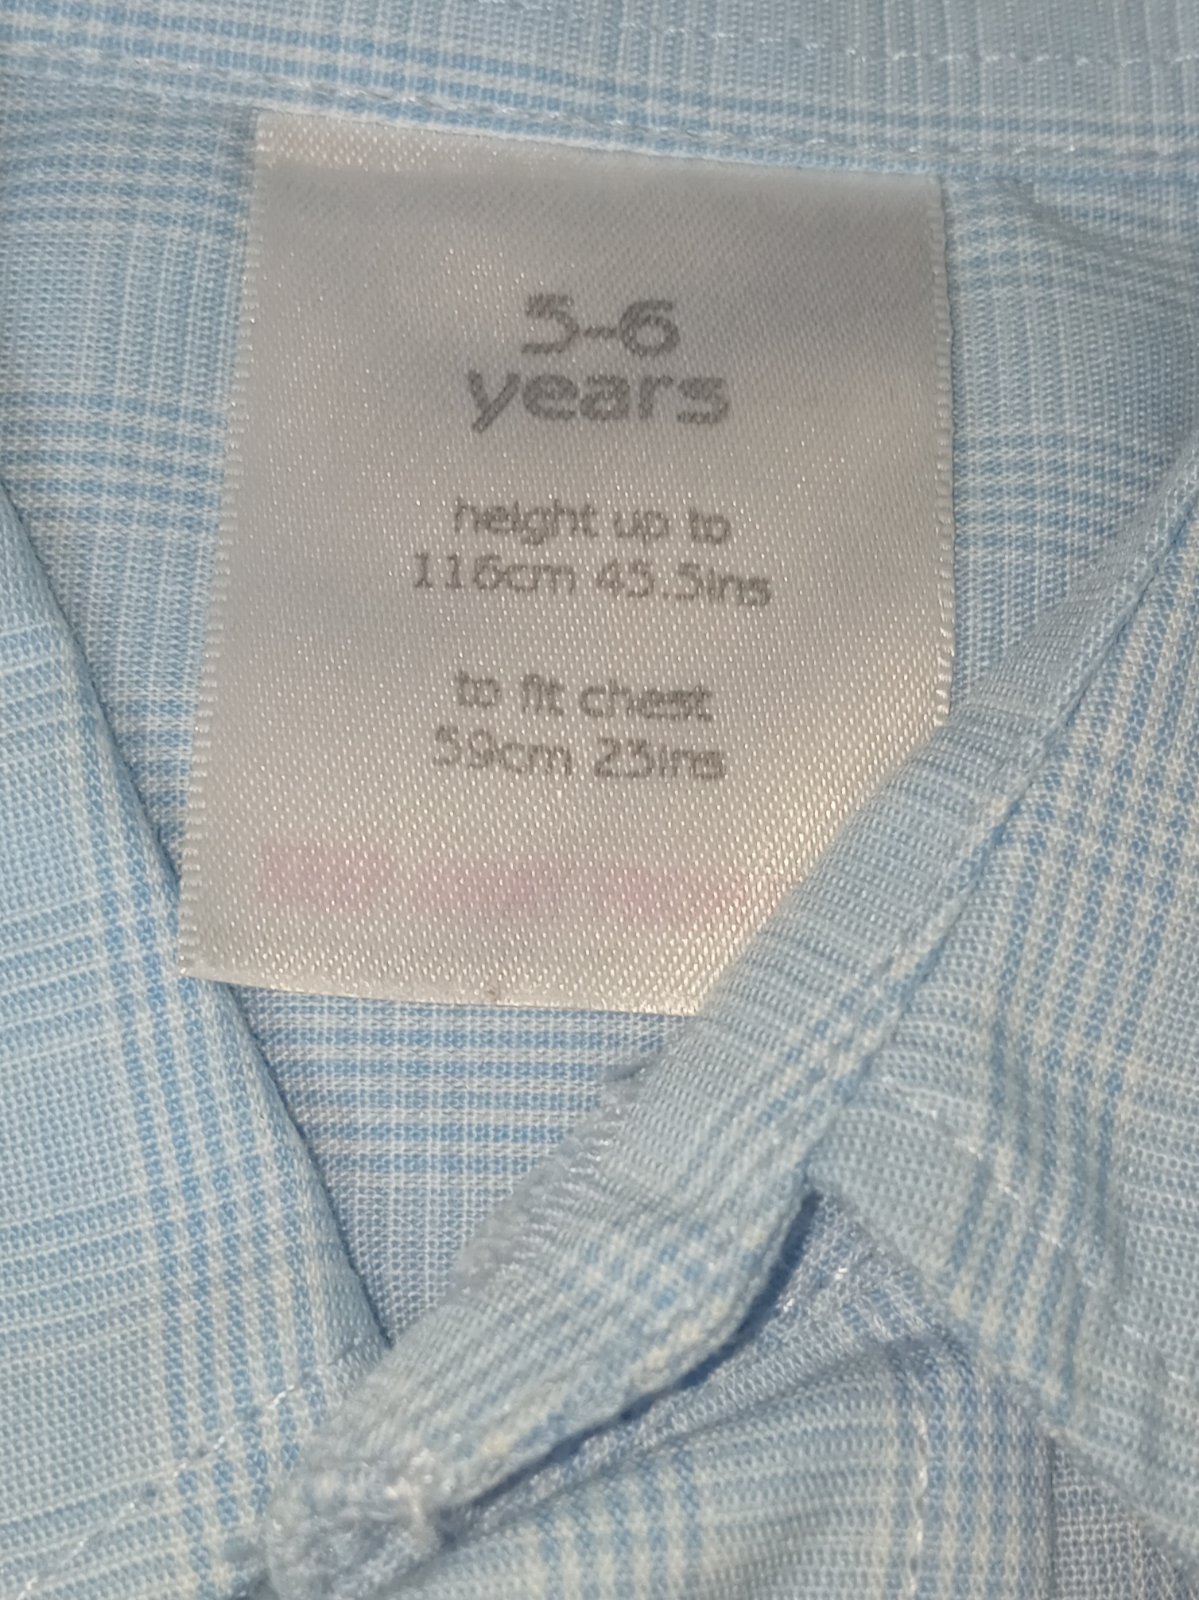 5-6
years
height up to
116cm 45.5ins
to fit chest
59cm 23ins